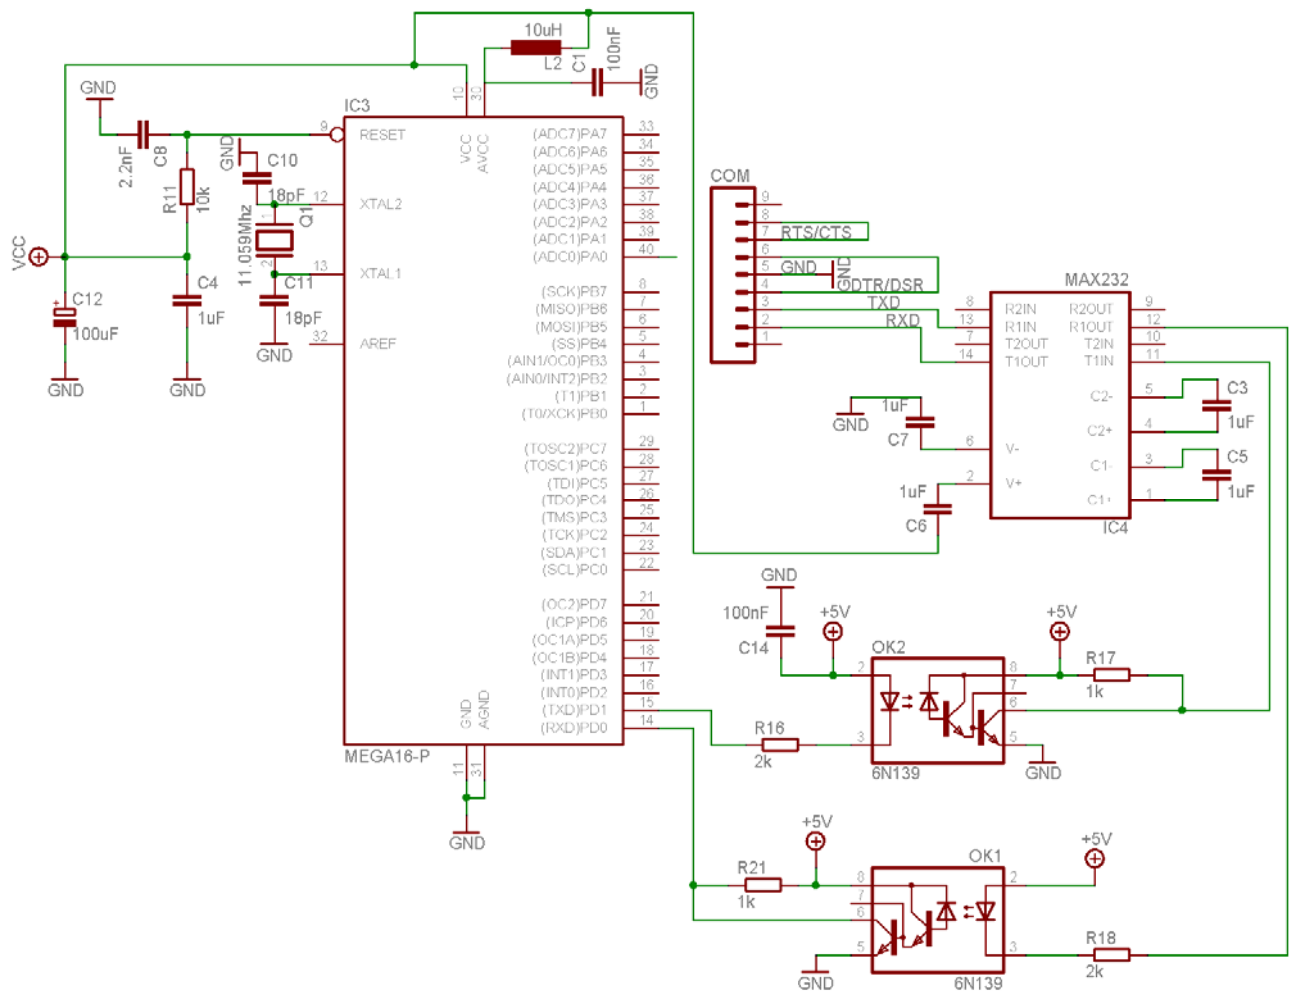 10uH
L2
C1
100nF
GND
GND
IC3
10
30
9
RESET
VCC
AVCC
2.2nF
C8
R11
10k
GND
C10
18pF
12
XTAL2
11.059Mhz
1
2
Q1
13
XTAL1
C11
18pF
GND
32
AREF
VCC
+
C12
100uF
GND
C4
1uF
GND
(ADC7)PA7 33
(ADC6)PA6 34
(ADC5)PA5 35
(ADC4)PA4 36
(ADC3)PA3 37
(ADC2)PA2 38
(ADC1)PA1 39
(ADC0)PA0 40
(SCK)PB7 8
(MISO)PB6 7
(MOSI)PB5 6
(SS)PB4 5
(AIN1/OC0)PB3 4
(AIN0/INT2)PB2 3
(T1)PB1 2
(T0/XCK)PB0 1
(TOSC2)PC7 29
(TOSC1)PC6 28
(TDI)PC5 27
(TDO)PC4 26
(TMS)PC3 25
(TCK)PC2 24
(SDA)PC1 23
(SCL)PC0 22
(OC2)PD7 21
(ICP)PD6 20
(OC1A)PD5 19
(OC1B)PD4 18
(INT1)PD3 17
(INT0)PD2 16
(TXD)PD1 15
(RXD)PD0 14
GND
AGND
MEGA16-P
11
31
GND
COM
9
8
7 RTS/CTS
6
5 GND
GND
4 DTR/DSR
3 TXD
2 RXD
1
MAX232
8 R2IN R2OUT 9
13 R1IN R1OUT 12
7 T2OUT T2IN 10
14 T1OUT T1IN 11
C2- 5
C2+ 4
6 V-
C1- 3
2 V+
C1+ 1
IC4
C3
1uF
C5
1uF
1uF
C7
GND
1uF
C6
GND
100nF
C14
+5V
OK2
+5V
R17
1k
2
3
8
7
6
5
6N139
GND
R16
2k
+5V
R21
1k
OK1
+5V
8
7
6
5
2
3
GND
6N139
R18
2k